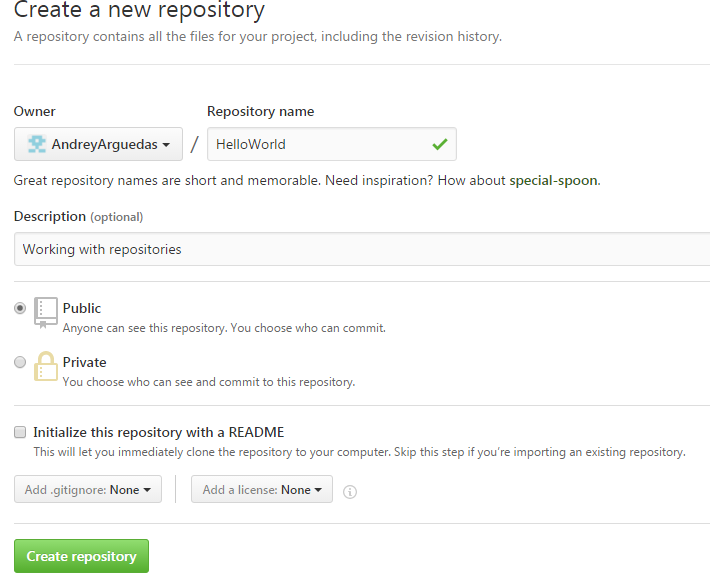 Create a new repository
A repository contains all the files for your project, including the revision history.
Owner Repository name
AndreyArguedas / HelloWorld
Great repository names are short and memorable. Need inspiration? How about special-spoon.
Description (optional)
Working with repositories
Public
Anyone can see this repository. You choose who can commit.
Private
You choose who can see and commit to this repository.
Initialize this repository with a README
This will let you immediately clone the repository to your computer. Skip this step if you’re importing an existing repository.
Add .gitignore: None Add a license: None
Create repository